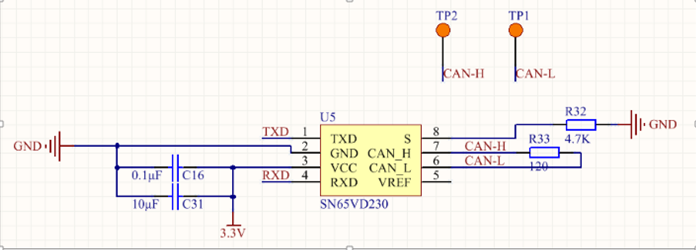 TP2
TP1
CAN-H
CAN-L
U5
R32
TXD
1
TXD
S
8
GND
4.7K
GND
2
GND
CAN_H
7
CAN-H
R33
0.1μF
C16
3
VCC
CAN_L
6
CAN-L
120
RXD
4
RXD
VREF
5
10μF
C31
SN65VD230
3.3V